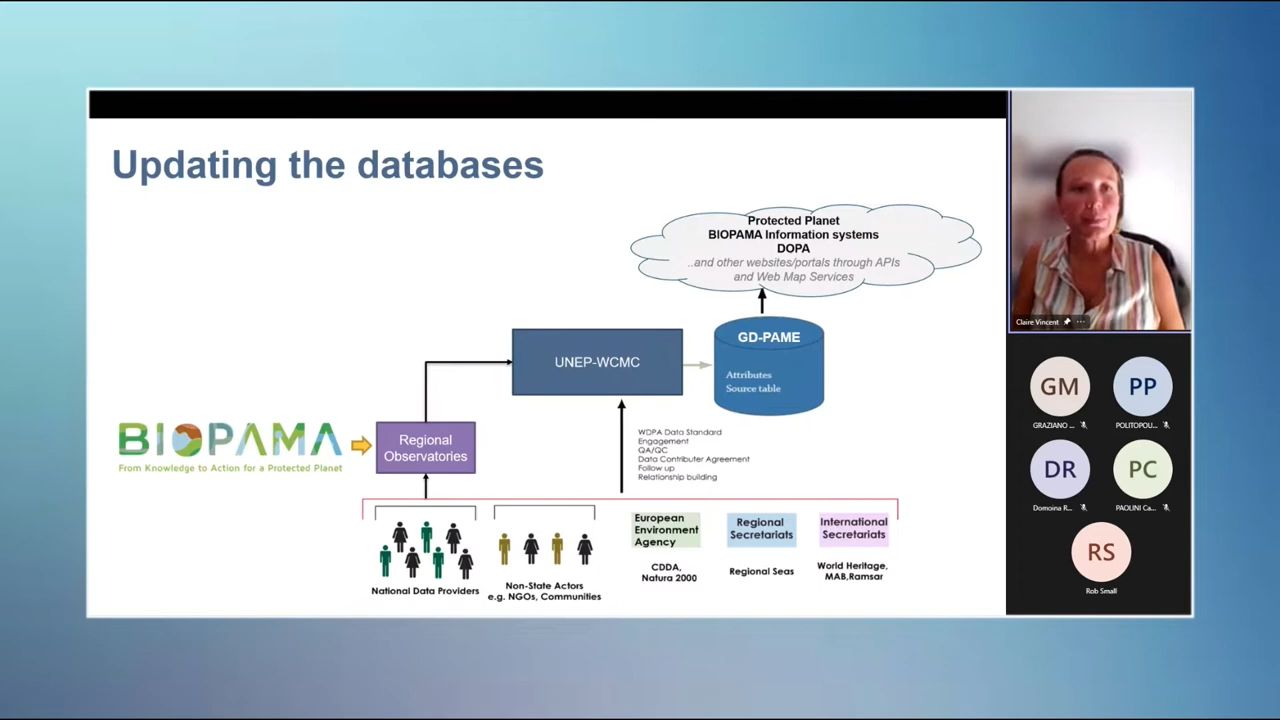 Updating the databases
Protected Planet
BIOPAMA Information systems
DOPA
..and other websites/portals through APIs
and Web Map Services
UNEP-WCMC
GD-PAME
Attributes
Source table
BIOPAMA
From Knowledge to Action for a Protected Planet
Regional
Observatories
WDPA Data Standard
Engagement
QA/QC
Data Contributer Agreement
Follow up
Relationship building
National Data Providers
Non-State Actors
e.g. NGOs, Communities
European
Environment
Agency
CDDA,
Natura 2000
Regional
Secretariats
Regional Seas
International
Secretariats
World Heritage,
MAB,Ramsar
Claire Vincent
GM
GRAZIANO ...
PP
POLITOPOU...
DR
Domoina R...
PC
PAOLINI Ca...
RS
Rob Small